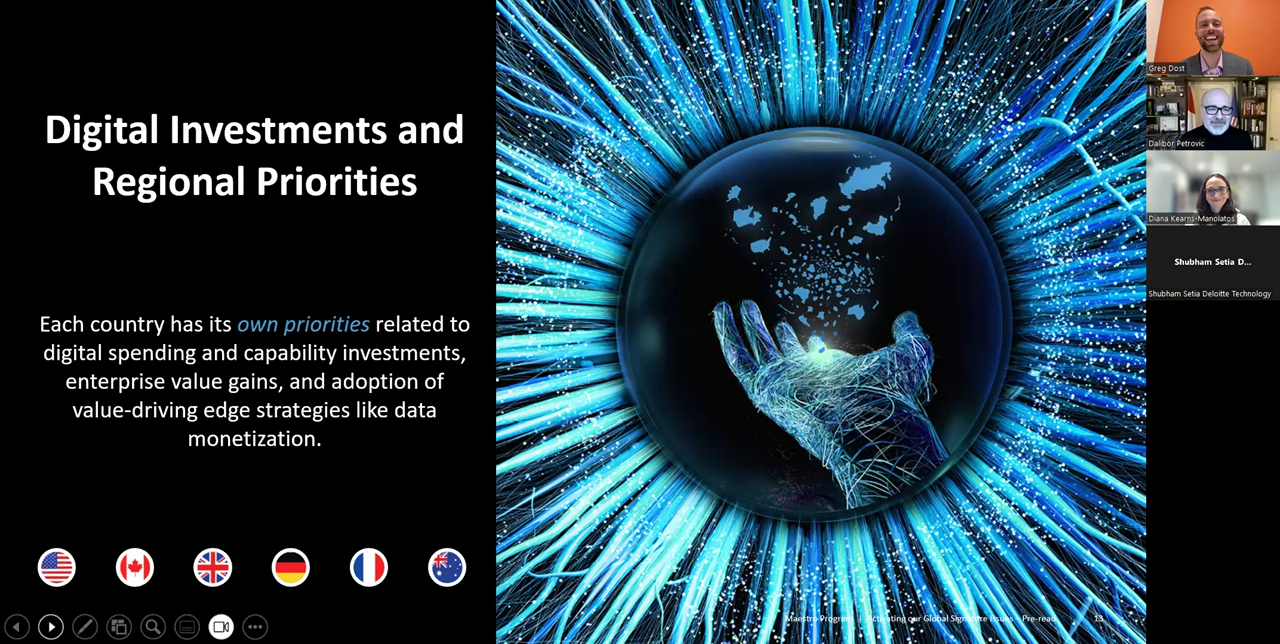 Digital Investments and
Regional Priorities
Each country has its own priorities related to
digital spending and capability investments,
enterprise value gains, and adoption of
value-driving edge strategies like data
monetization.
Maestro Program | Activating our Global Signature Issues – Pre-read
13
Greg Dost
Dalibor Petrovic
Diana Kearns-Manolatos
Shubham Setia D...
Shubham Setia Deloitte Technology